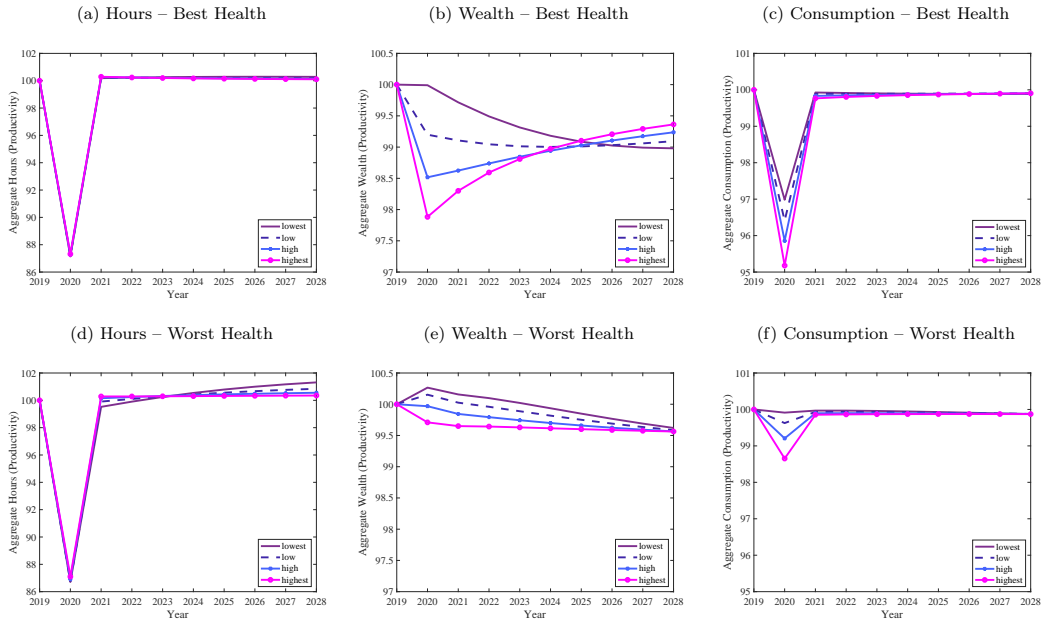 (a) Hours – Best Health
(b) Wealth – Best Health
(c) Consumption – Best Health
Aggregate Hours (Productivity)
102
100
98
96
94
92
90
88
86
2019 2020 2021 2022 2023 2024 2025 2026 2027 2028
Year
lowest
low
high
highest
Aggregate Wealth (Productivity)
100.5
100
99.5
99
98.5
98
97.5
97
2019 2020 2021 2022 2023 2024 2025 2026 2027 2028
Year
lowest
low
high
highest
Aggregate Consumption (Productivity)
101
100
99
98
97
96
95
2019 2020 2021 2022 2023 2024 2025 2026 2027 2028
Year
lowest
low
high
highest
(d) Hours – Worst Health
(e) Wealth – Worst Health
(f) Consumption – Worst Health
Aggregate Hours (Productivity)
102
100
98
96
94
92
90
88
86
2019 2020 2021 2022 2023 2024 2025 2026 2027 2028
Year
lowest
low
high
highest
Aggregate Wealth (Productivity)
100.5
100
99.5
99
98.5
98
97.5
97
2019 2020 2021 2022 2023 2024 2025 2026 2027 2028
Year
lowest
low
high
highest
Aggregate Consumption (Productivity)
101
100
99
98
97
96
95
2019 2020 2021 2022 2023 2024 2025 2026 2027 2028
Year
lowest
low
high
highest